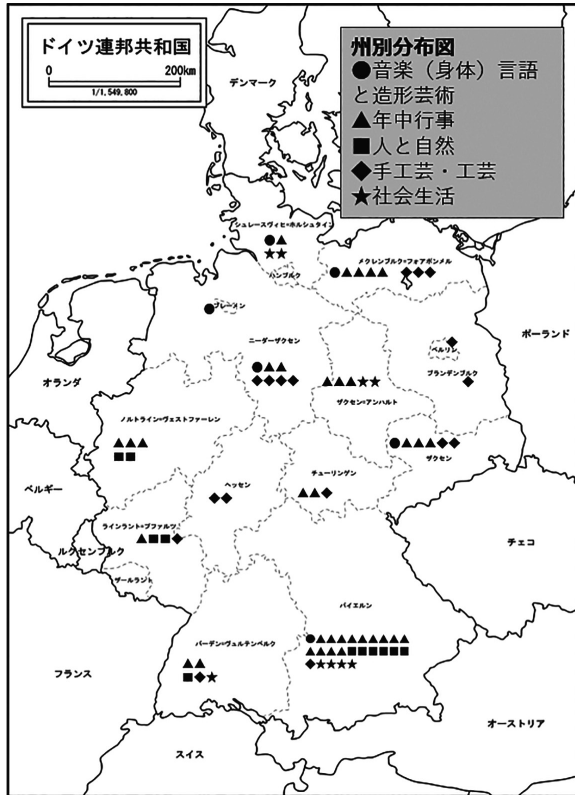 ドイツ連邦共和国
0 200km
1/1,549,800
州別分布図
●音楽（身体）言語
と造形芸術
▲年中行事
■人と自然
◆手工芸・工芸
★社会生活
デンマーク
シュレースヴィヒ=ホルシュタイン
ハンブルク
メクレンブルク=フォアポンメル
ブレーメン
ニーダーザクセン
ベルリン
ブランデンブルク
ポーランド
オランダ
ザクセン=アンハルト
ノルトライン=ヴェストファーレン
ザクセン
ベルギー
ヘッセン
チューリンゲン
ラインラント=プファルツ
ルクセンブルク
チェコ
ザールラント
バイエルン
バーデン=ヴュルテンベルク
フランス
オーストリア
スイス